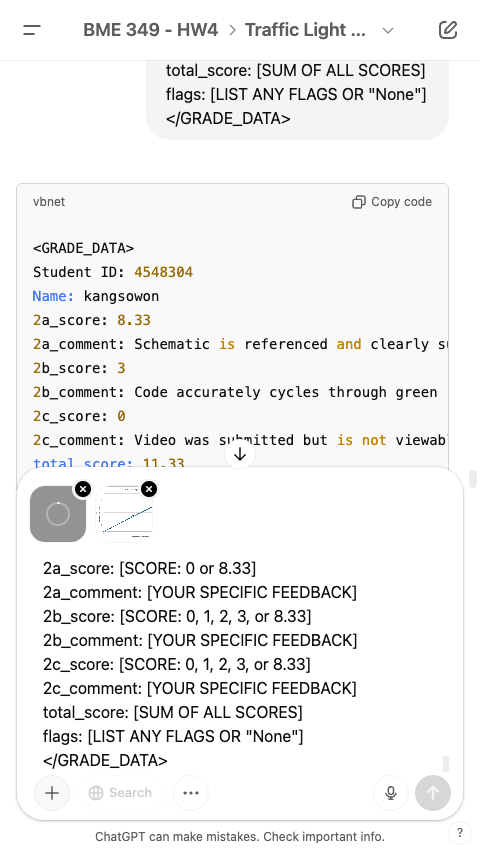 BME 349 - HW4 > Traffic Light ...
total_score: [SUM OF ALL SCORES]
flags: [LIST ANY FLAGS OR "None"]
</GRADE_DATA>
vbnet Copy code
<GRADE_DATA>
Student ID: 4548304
Name: kangsowon
2a_score: 8.33
2a_comment: Schematic is referenced and clearly
2b_score: 3
2b_comment: Code accurately cycles through green
2c_score: 0
2c_comment: Video was submitted but is not
total_score: 11.33
2a_score: [SCORE: 0 or 8.33]
2a_comment: [YOUR SPECIFIC FEEDBACK]
2b_score: [SCORE: 0, 1, 2, 3, or 8.33]
2b_comment: [YOUR SPECIFIC FEEDBACK]
2c_score: [SCORE: 0, 1, 2, 3, or 8.33]
2c_comment: [YOUR SPECIFIC FEEDBACK]
total_score: [SUM OF ALL SCORES]
flags: [LIST ANY FLAGS OR "None"]
</GRADE_DATA>
Search
ChatGPT can make mistakes. Check important info.
?